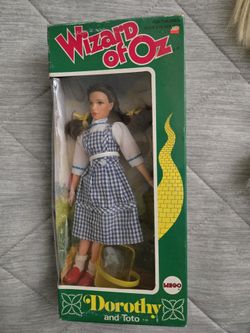 Wizard
of Oz
MEGO
Dorothy
and Toto